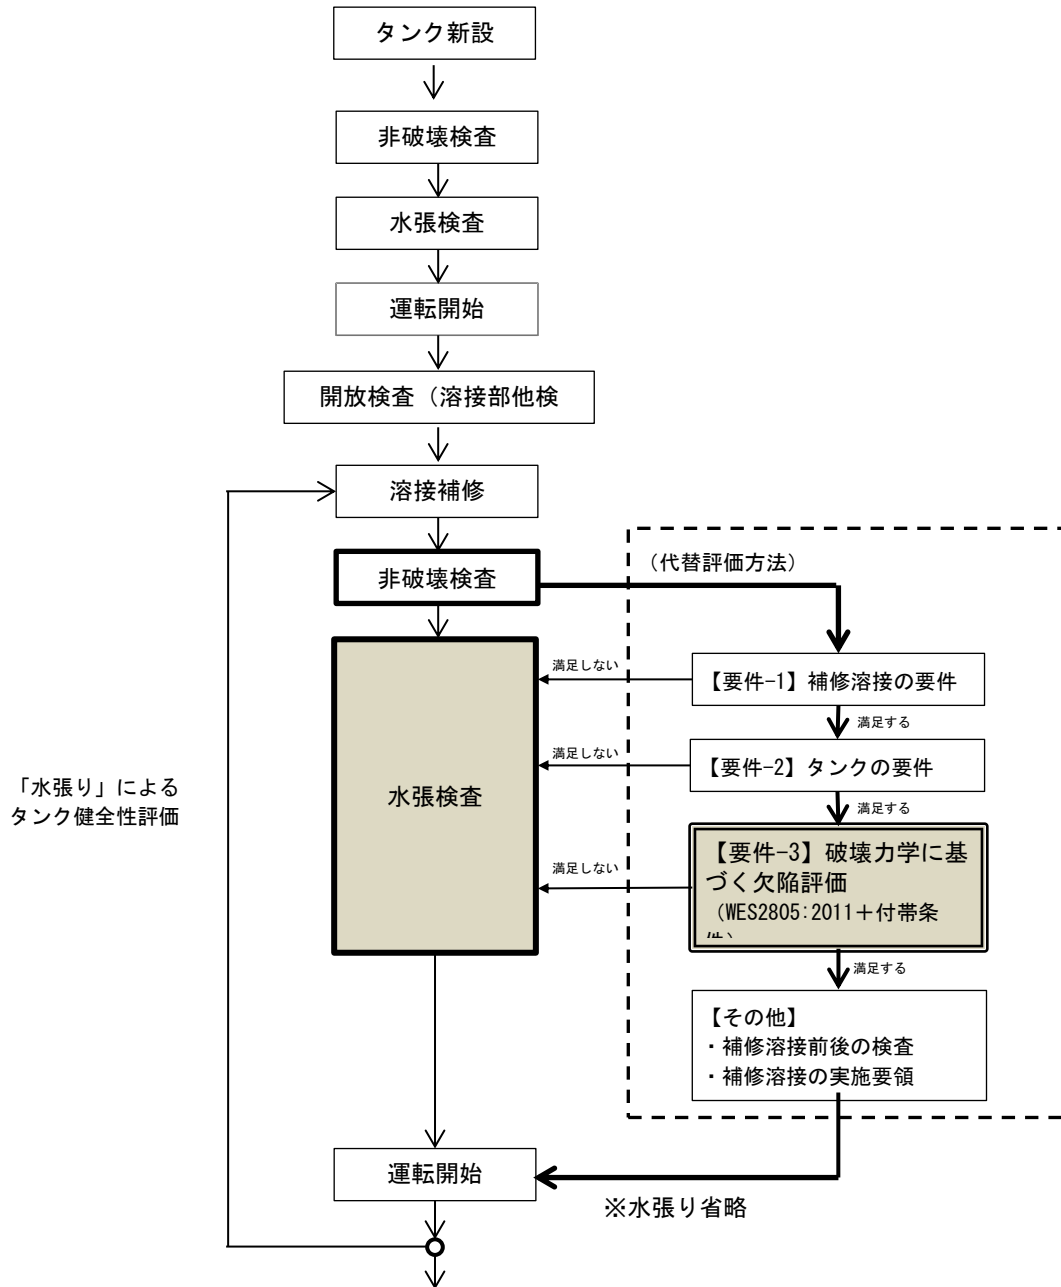 タンク新設
非破壊検査
水張検査
運転開始
開放検査（溶接部他検
溶接補修
非破壊検査
（代替評価方法）
満足しない
【要件-1】補修溶接の要件
満足する
満足しない
【要件-2】タンクの要件
満足する
「水張り」による
タンク健全性評価
水張検査
満足しない
【要件-3】破壊力学に基
づく欠陥評価
（WES2805:2011＋付帯条
件）
満足する
【その他】
・補修溶接前後の検査
・補修溶接の実施要領
運転開始
※水張り省略